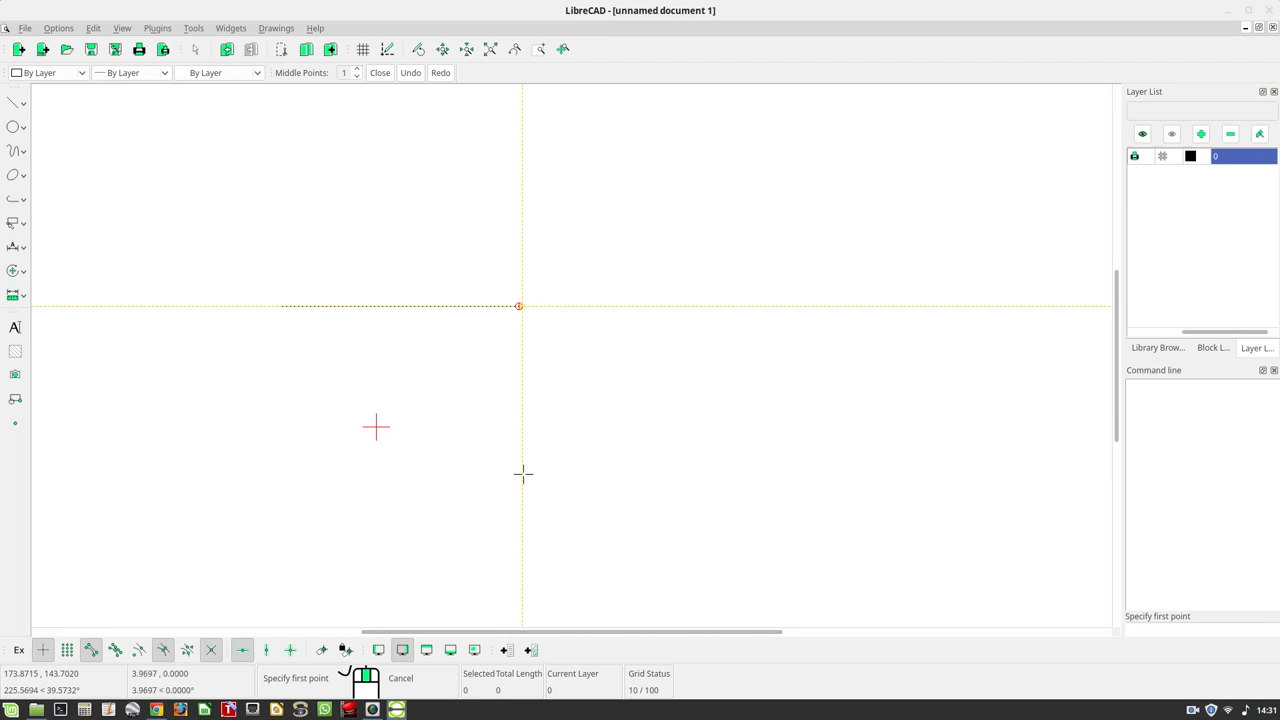 LibreCAD - [unnamed document 1]
File Options Edit View Plugins Tools Widgets Drawings Help
By Layer By Layer By Layer Middle Points: 1 Close Undo Redo
Layer List
0
Library Brow... Block L... Layer L...
Command line
Specify first point
Ex
173.8715 , 143.7020
225.5694 < 39.5732°
3.9697 , 0.0000
3.9697 < 0.0000°
Specify first point Cancel
Selected Total Length
0 0
Current Layer
0
Grid Status
10 / 100
14:31